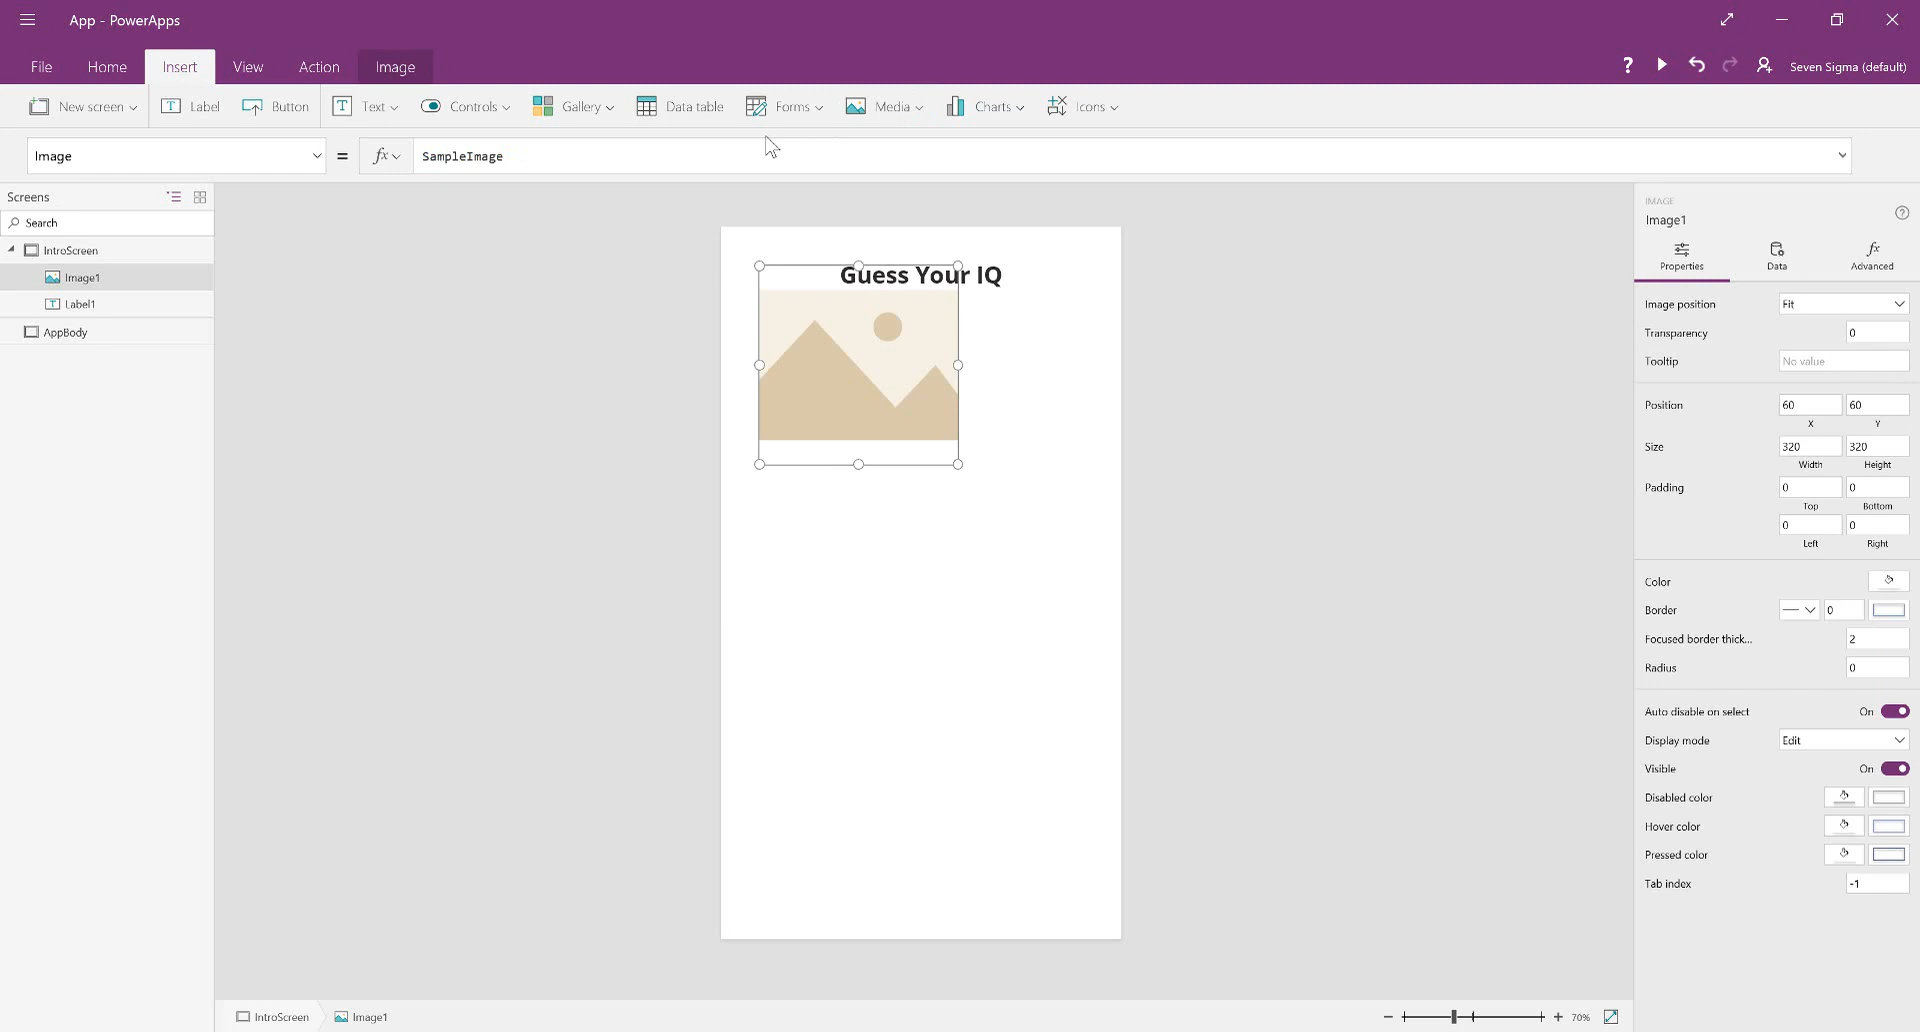 App - PowerApps
File Home Insert View Action Image
? Seven Sigma (default)
New screen Label Button Text Controls Gallery Data table Forms Media Charts Icons
Image = fx SampleImage
Screens
Search
IntroScreen
Image1
Label1
AppBody
Guess Your IQ
IMAGE
Image1
Properties Data Advanced
Image position Fit
Transparency 0
Tooltip No value
Position 60 60
X Y
Size 320 320
Width Height
Padding 0 0
Top Bottom
0 0
Left Right
Color
Border 0
Focused border thick... 2
Radius 0
Auto disable on select On
Display mode Edit
Visible On
Disabled color
Hover color
Pressed color
Tab index -1
IntroScreen Image1
70%